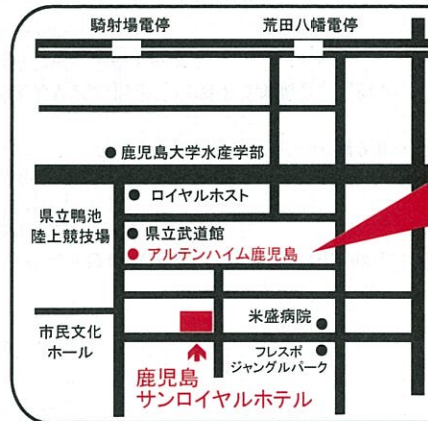 騎射場電停
荒田八幡電停
鹿児島大学水産学部
ロイヤルホスト
県立鴨池
陸上競技場
県立武道館
アルテンハイム鹿児島
米盛病院
市民文化
ホール
フレスポ
ジャングルパーク
鹿児島
サンロイヤルホテル